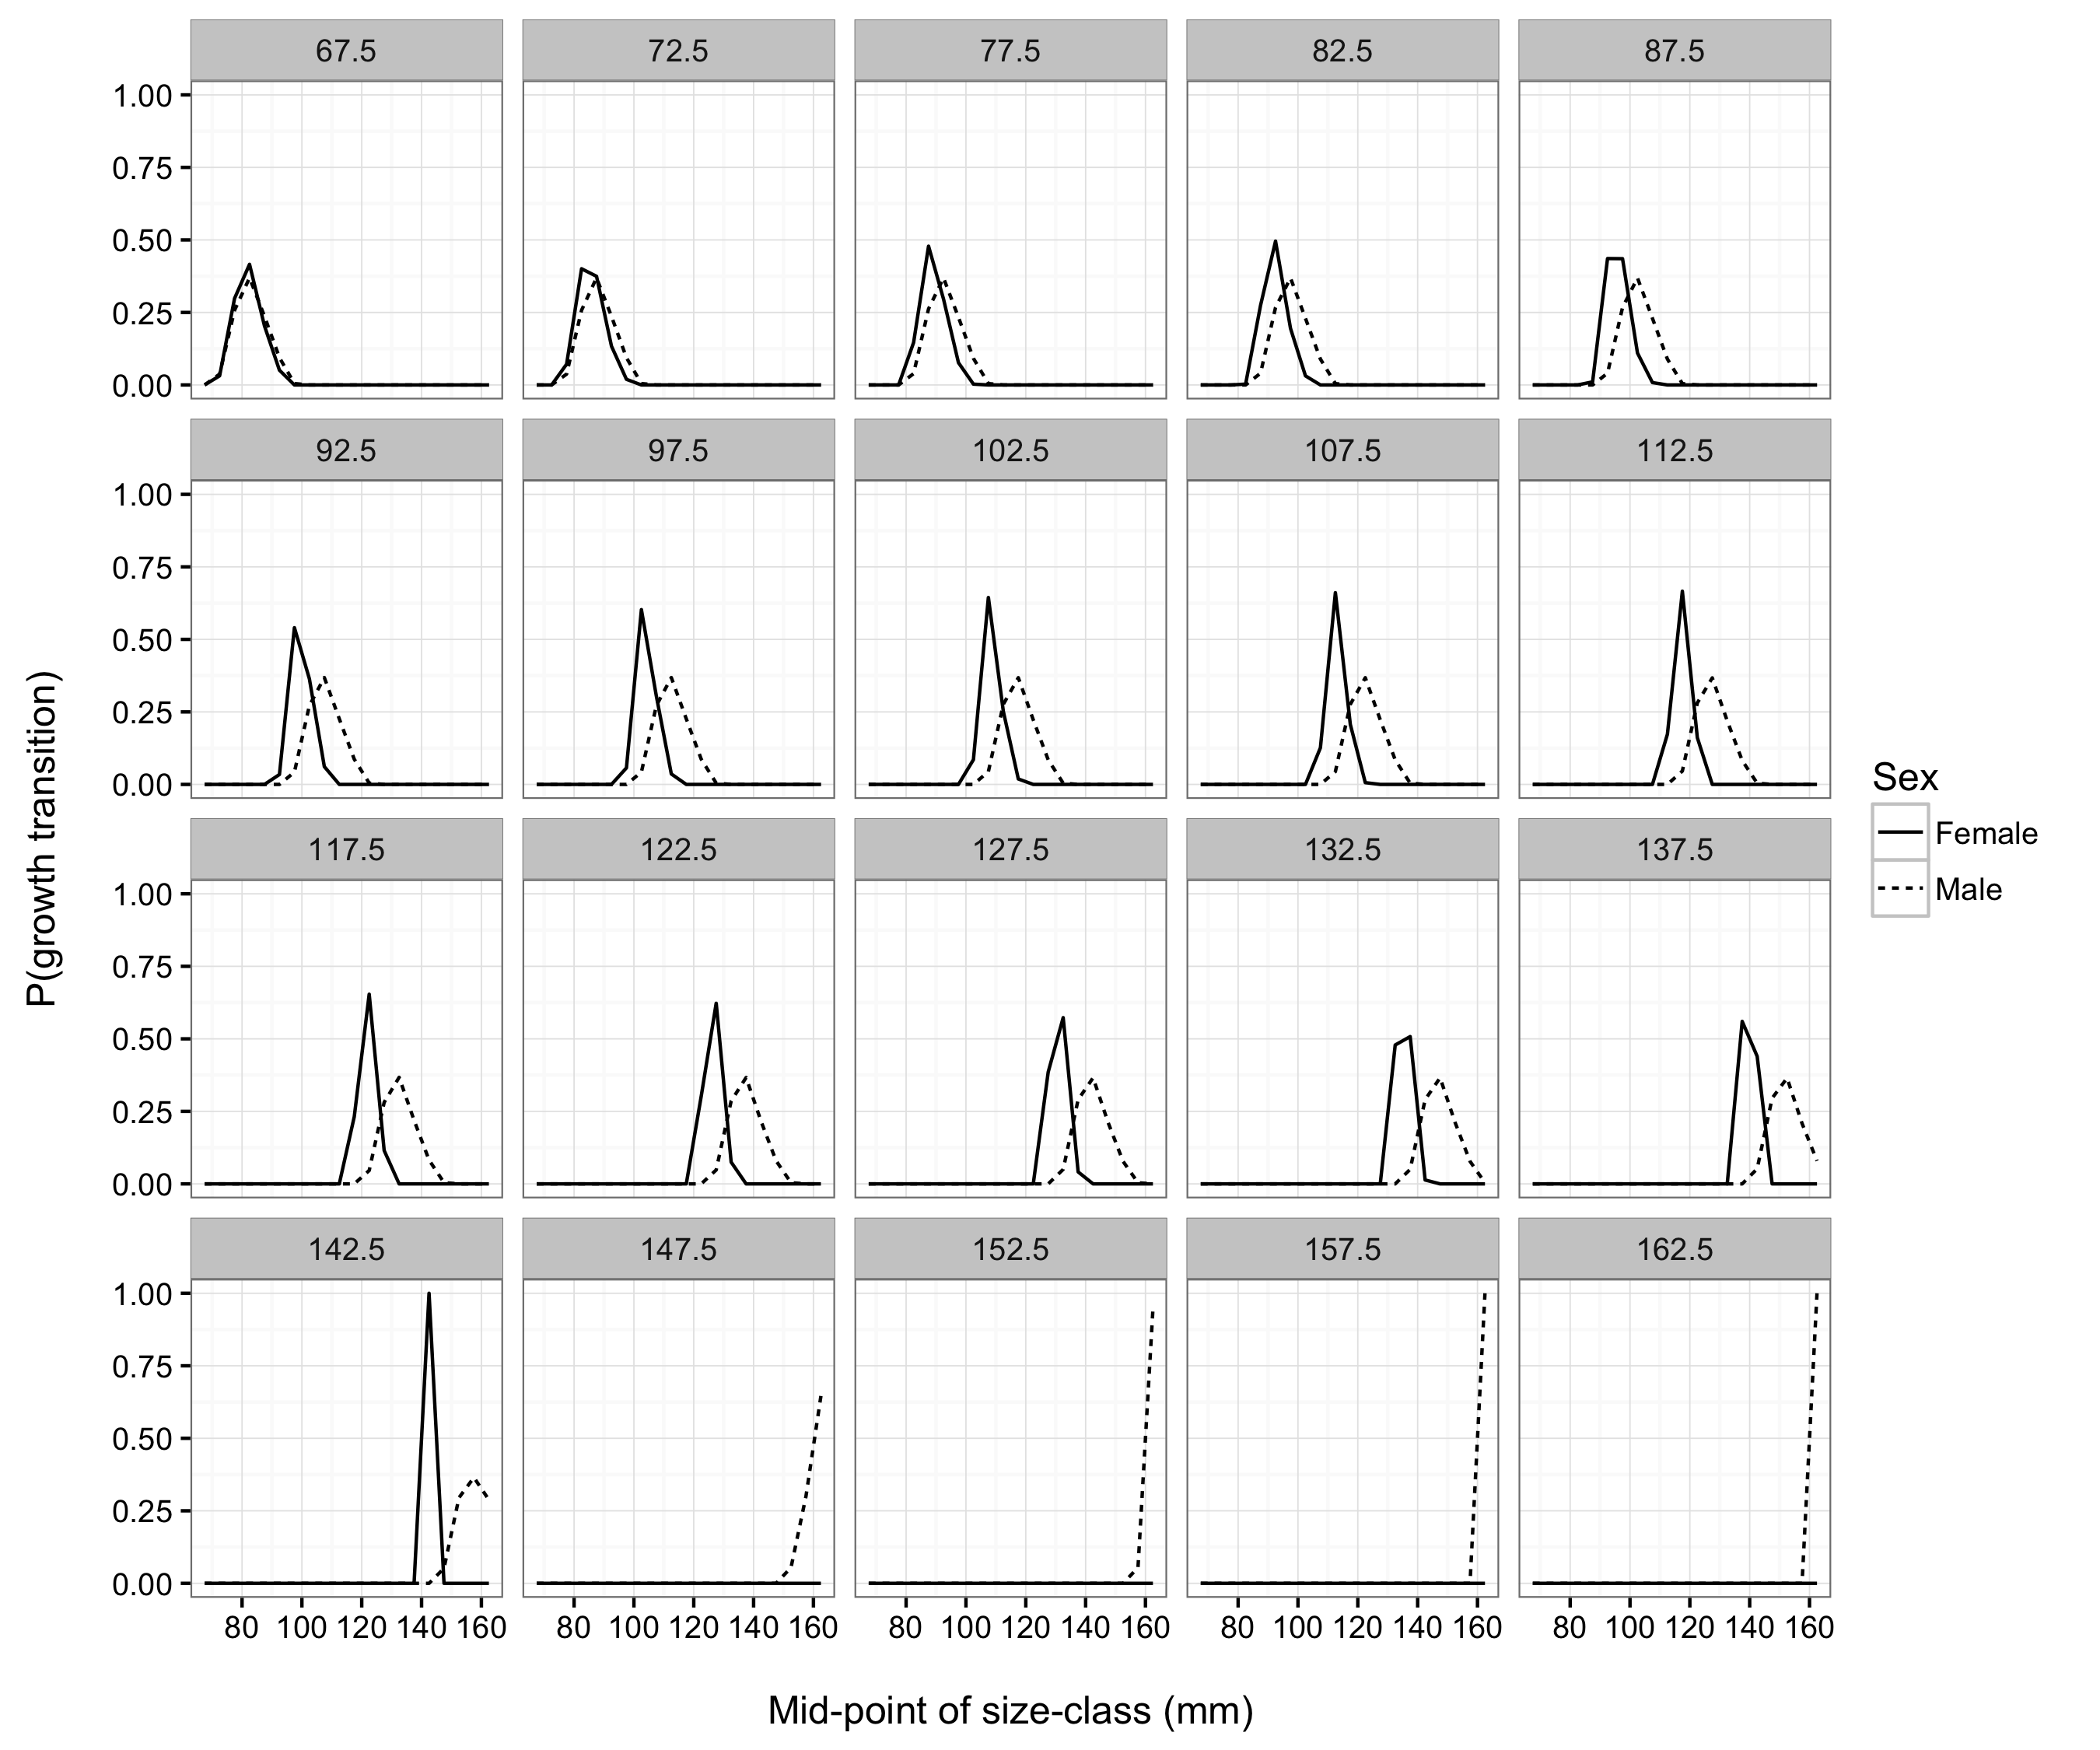 67.5 72.5 77.5 82.5 87.5
1.00
0.75
0.50
0.25
0.00
92.5 97.5 102.5 107.5 112.5
1.00
0.75
0.50
0.25
0.00
117.5 122.5 127.5 132.5 137.5
1.00
0.75
0.50
0.25
0.00
142.5 147.5 152.5 157.5 162.5
1.00
0.75
0.50
0.25
0.00
80 100 120 140 160 80 100 120 140 160 80 100 120 140 160 80 100 120 140 160 80 100 120 140 160
Mid-point of size-class (mm)
P(growth transition)
Sex
Female
Male